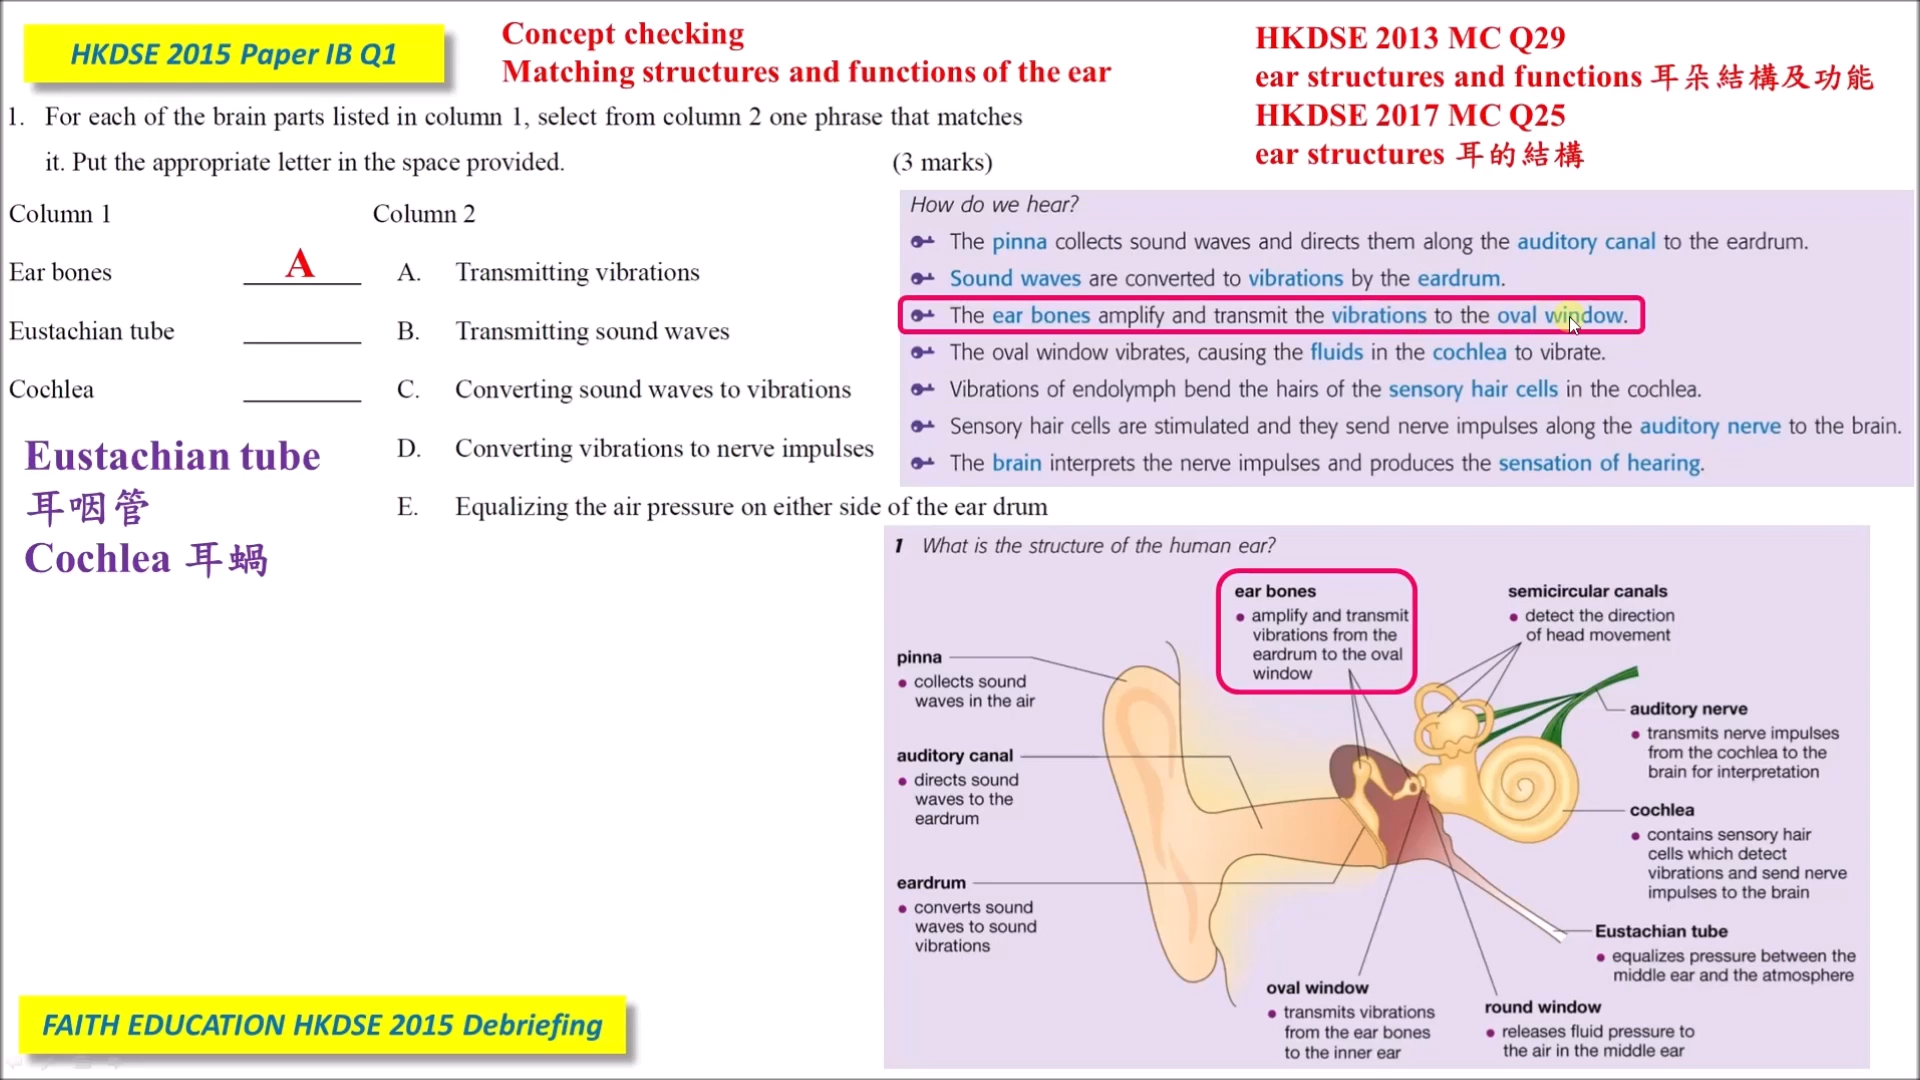 HKDSE 2015 Paper IB Q1
Concept checking
Matching structures and functions of the ear
HKDSE 2013 MC Q29
ear structures and functions 耳朵結構及功能
HKDSE 2017 MC Q25
ear structures 耳的結構
1. For each of the brain parts listed in column 1, select from column 2 one phrase that matches
it. Put the appropriate letter in the space provided. (3 marks)
Column 1 Column 2
Ear bones A A. Transmitting vibrations
Eustachian tube B. Transmitting sound waves
Cochlea C. Converting sound waves to vibrations
D. Converting vibrations to nerve impulses
E. Equalizing the air pressure on either side of the ear drum
Eustachian tube
耳咽管
Cochlea 耳蝸
How do we hear?
The pinna collects sound waves and directs them along the auditory canal to the eardrum.
Sound waves are converted to vibrations by the eardrum.
The ear bones amplify and transmit the vibrations to the oval window.
The oval window vibrates, causing the fluids in the cochlea to vibrate.
Vibrations of endolymph bend the hairs of the sensory hair cells in the cochlea.
Sensory hair cells are stimulated and they send nerve impulses along the auditory nerve to the brain.
The brain interprets the nerve impulses and produces the sensation of hearing.
1 What is the structure of the human ear?
ear bones
• amplify and transmit
vibrations from the
eardrum to the oval
window
semicircular canals
• detect the direction
of head movement
pinna
• collects sound
waves in the air
auditory nerve
• transmits nerve impulses
from the cochlea to the
brain for interpretation
auditory canal
• directs sound
waves to the
eardrum
cochlea
• contains sensory hair
cells which detect
vibrations and send nerve
impulses to the brain
eardrum
• converts sound
waves to sound
vibrations
Eustachian tube
• equalizes pressure between the
middle ear and the atmosphere
oval window
• transmits vibrations
from the ear bones
to the inner ear
round window
• releases fluid pressure to
the air in the middle ear
FAITH EDUCATION HKDSE 2015 Debriefing